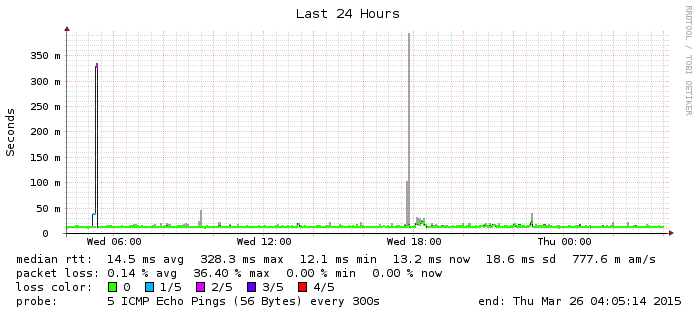 Last 24 Hours
RRDTOOL / TOBI OETIKER
Seconds
350 m
300 m
250 m
200 m
150 m
100 m
50 m
0
Wed 06:00 Wed 12:00 Wed 18:00 Thu 00:00
median rtt: 14.5 ms avg 328.3 ms max 12.1 ms min 13.2 ms now 18.6 ms sd 777.6 m am/s
packet loss: 0.14 % avg 36.40 % max 0.00 % min 0.00 % now
loss color: 0 1/5 2/5 3/5 4/5
probe: 5 ICMP Echo Pings (56 Bytes) every 300s end: Thu Mar 26 04:05:14 2015